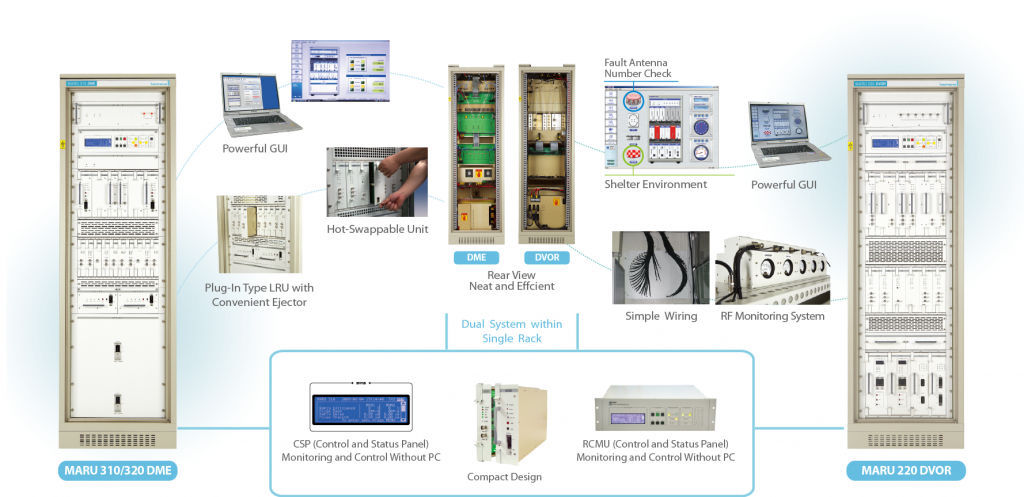 MARU 310/320 DME
Powerful GUI
Hot-Swappable Unit
Plug-In Type LRU with
Convenient Ejector
DME
DVOR
Rear View
Neat and Effcient
Fault Antenna
Number Check
Shelter Environment
Powerful GUI
Simple Wiring
RF Monitoring System
Dual System within
Single Rack
CSP (Control and Status Panel)
Monitoring and Control Without PC
Compact Design
RCMU (Control and Status Panel)
Monitoring and Control Without PC
MARU 220 DVOR